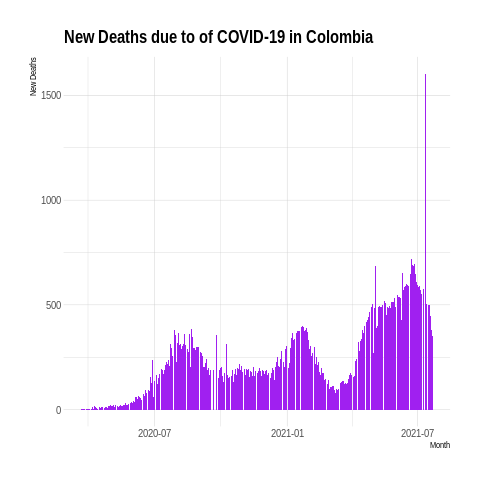 New Deaths due to of COVID-19 in Colombia
New Deaths
1500
1000
500
0
2020-07
2021-01
2021-07
Month